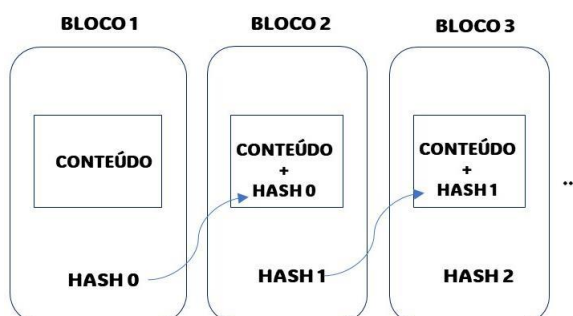 BLOCO 1
CONTEÚDO
HASH 0
BLOCO 2
CONTEÚDO
+
HASH 0
HASH 1
BLOCO 3
CONTEÚDO
+
HASH 1
HASH 2
..